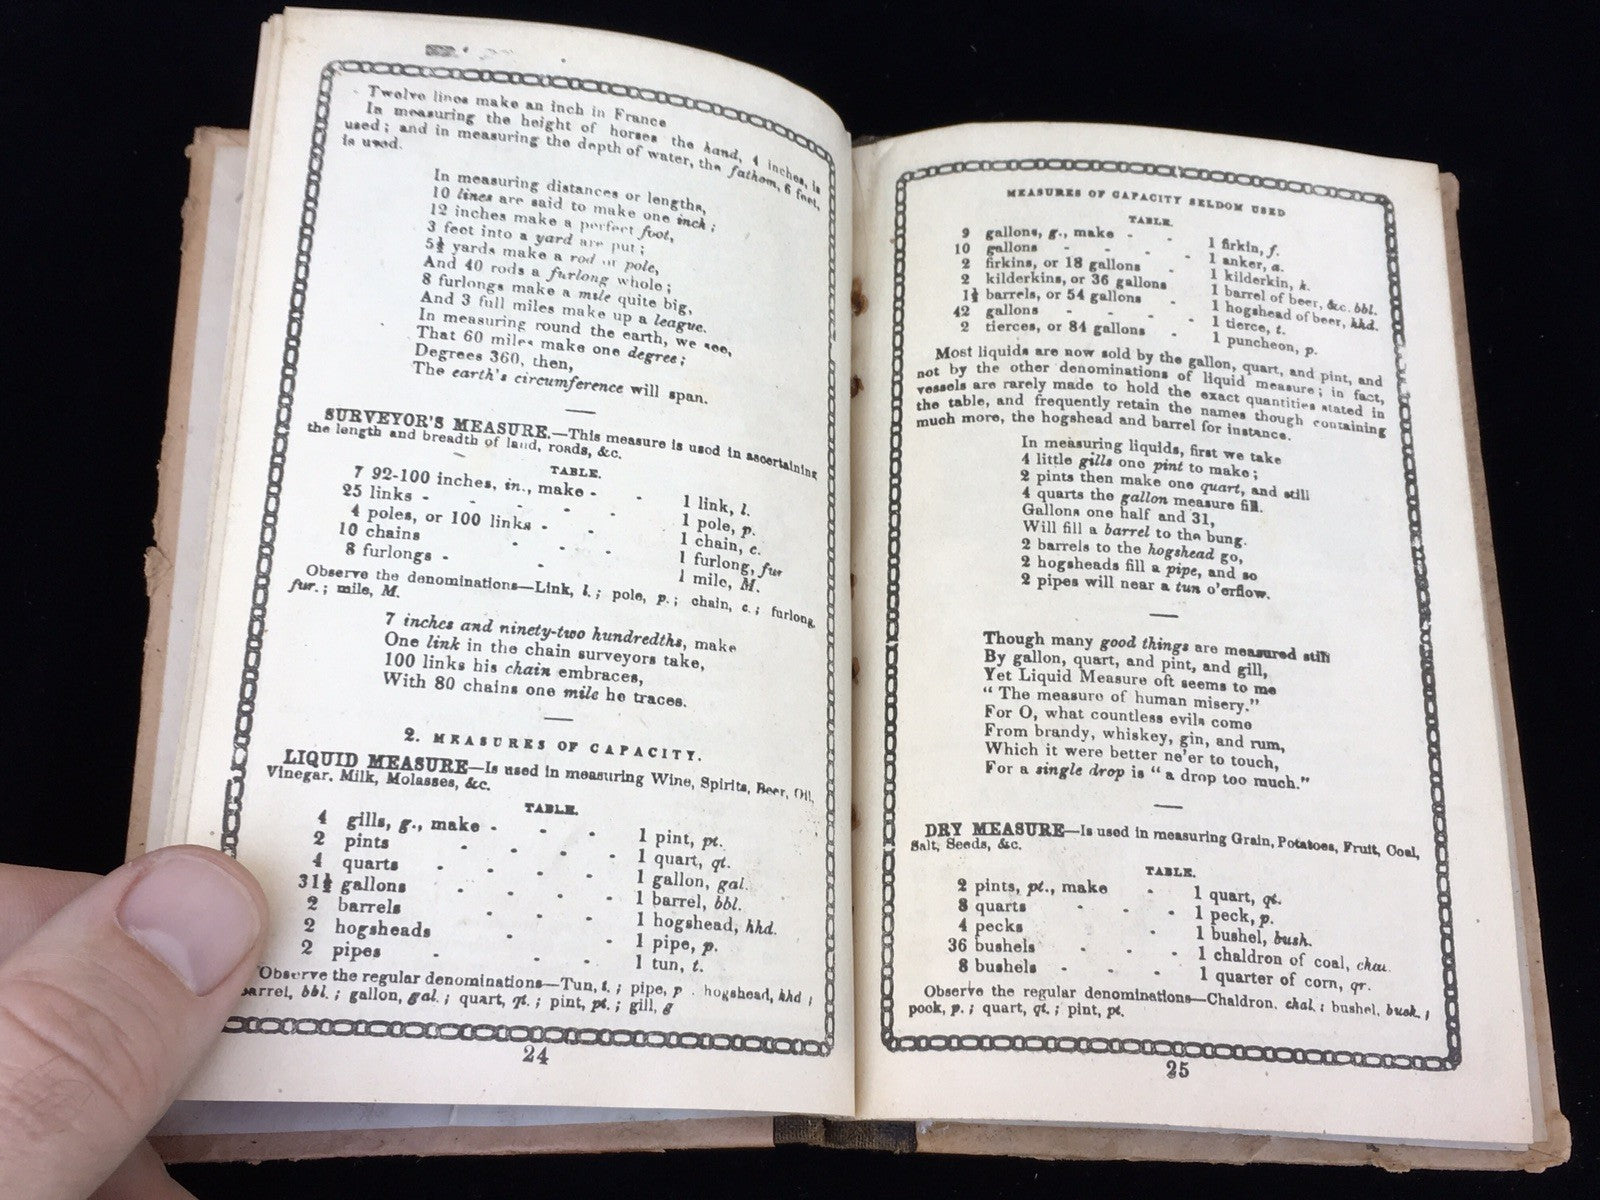 Twelve lines make an inch in France
In measuring the height of horses the hand, 4 inches, is
used; and in measuring the depth of water, the fathom, 6 feet,
is used.
In measuring distances or lengths,
10 lines are said to make one inch;
12 inches make a perfect foot,
3 feet into a yard are put;
5½ yards make a rod or pole,
And 40 rods a furlong whole;
8 furlongs make a mile quite big,
And 3 full miles make up a league.
In measuring round the earth, we see,
That 60 miles make one degree;
Degrees 360, then,
The earth's circumference will span.
SURVEYOR'S MEASURE.—This measure is used in ascertaining
the length and breadth of land, roads, &c.
TABLE.
7 92-100 inches, in., make - - 1 link, l.
25 links - - - - 1 pole, p.
4 poles, or 100 links - - 1 chain, c.
10 chains - - - 1 furlong, fur
8 furlongs - - - 1 mile, M.
Observe the denominations—Link, l.; pole, p.; chain, c.; furlong,
fur.; mile, M.
7 inches and ninety-two hundredths, make
One link in the chain surveyors take,
100 links his chain embraces,
With 80 chains one mile he traces.
2. MEASURES OF CAPACITY.
LIQUID MEASURE—Is used in measuring Wine, Spirits, Beer, Oil,
Vinegar, Milk, Molasses, &c.
TABLE.
4 gills, g., make - - - 1 pint, pt.
2 pints - - - - 1 quart, qt.
4 quarts - - - - 1 gallon, gal.
31½ gallons - - - - 1 barrel, bbl.
2 barrels - - - 1 hogshead, hhd.
2 hogsheads - - 1 pipe, p.
2 pipes - - - 1 tun, t.
Observe the regular denominations—Tun, t.; pipe, p . hogshead, hhd;
barrel, bbl.; gallon, gal.; quart, qt.; pint, pt.; gill, g
24
MEASURES OF CAPACITY SELDOM USED
TABLE.
9 gallons, g., make - - 1 firkin, f.
10 gallons - - - 1 anker, a.
2 firkins, or 18 gallons - 1 kilderkin, k.
2 kilderkins, or 36 gallons - 1 barrel of beer, &c. bbl.
1½ barrels, or 54 gallons - 1 hogshead of beer, hhd.
42 gallons - - - - 1 tierce, t.
2 tierces, or 84 gallons - 1 puncheon, p.
Most liquids are now sold by the gallon, quart, and pint, and
not by the other denominations of liquid measure; in fact,
vessels are rarely made to hold the exact quantities stated in
the table, and frequently retain the names though containing
much more, the hogshead and barrel for instance.
In measuring liquids, first we take
4 little gills one pint to make;
2 pints then make one quart, and still
4 quarts the gallon measure fill.
Gallons one half and 31,
Will fill a barrel to the bung.
2 barrels to the hogshead go,
2 hogsheads fill a pipe, and so
2 pipes will near a tun o'erflow.
Though many good things are measured still
By gallon, quart, and pint, and gill,
Yet Liquid Measure oft seems to me
"The measure of human misery."
For O, what countless evils come
From brandy, whiskey, gin, and rum,
Which it were better ne'er to touch,
For a single drop is "a drop too much."
DRY MEASURE—Is used in measuring Grain, Potatoes, Fruit, Coal,
Salt, Seeds, &c.
TABLE.
2 pints, pt., make - 1 quart, qt.
8 quarts - - - 1 peck, p.
4 pecks - 1 bushel, bush.
36 bushels - - - 1 chaldron of coal, chal.
8 bushels - - - 1 quarter of corn, qr.
Observe the regular denominations—Chaldron, chal.; bushel, bush.;
peck, p.; quart, qt.; pint, pt.
25